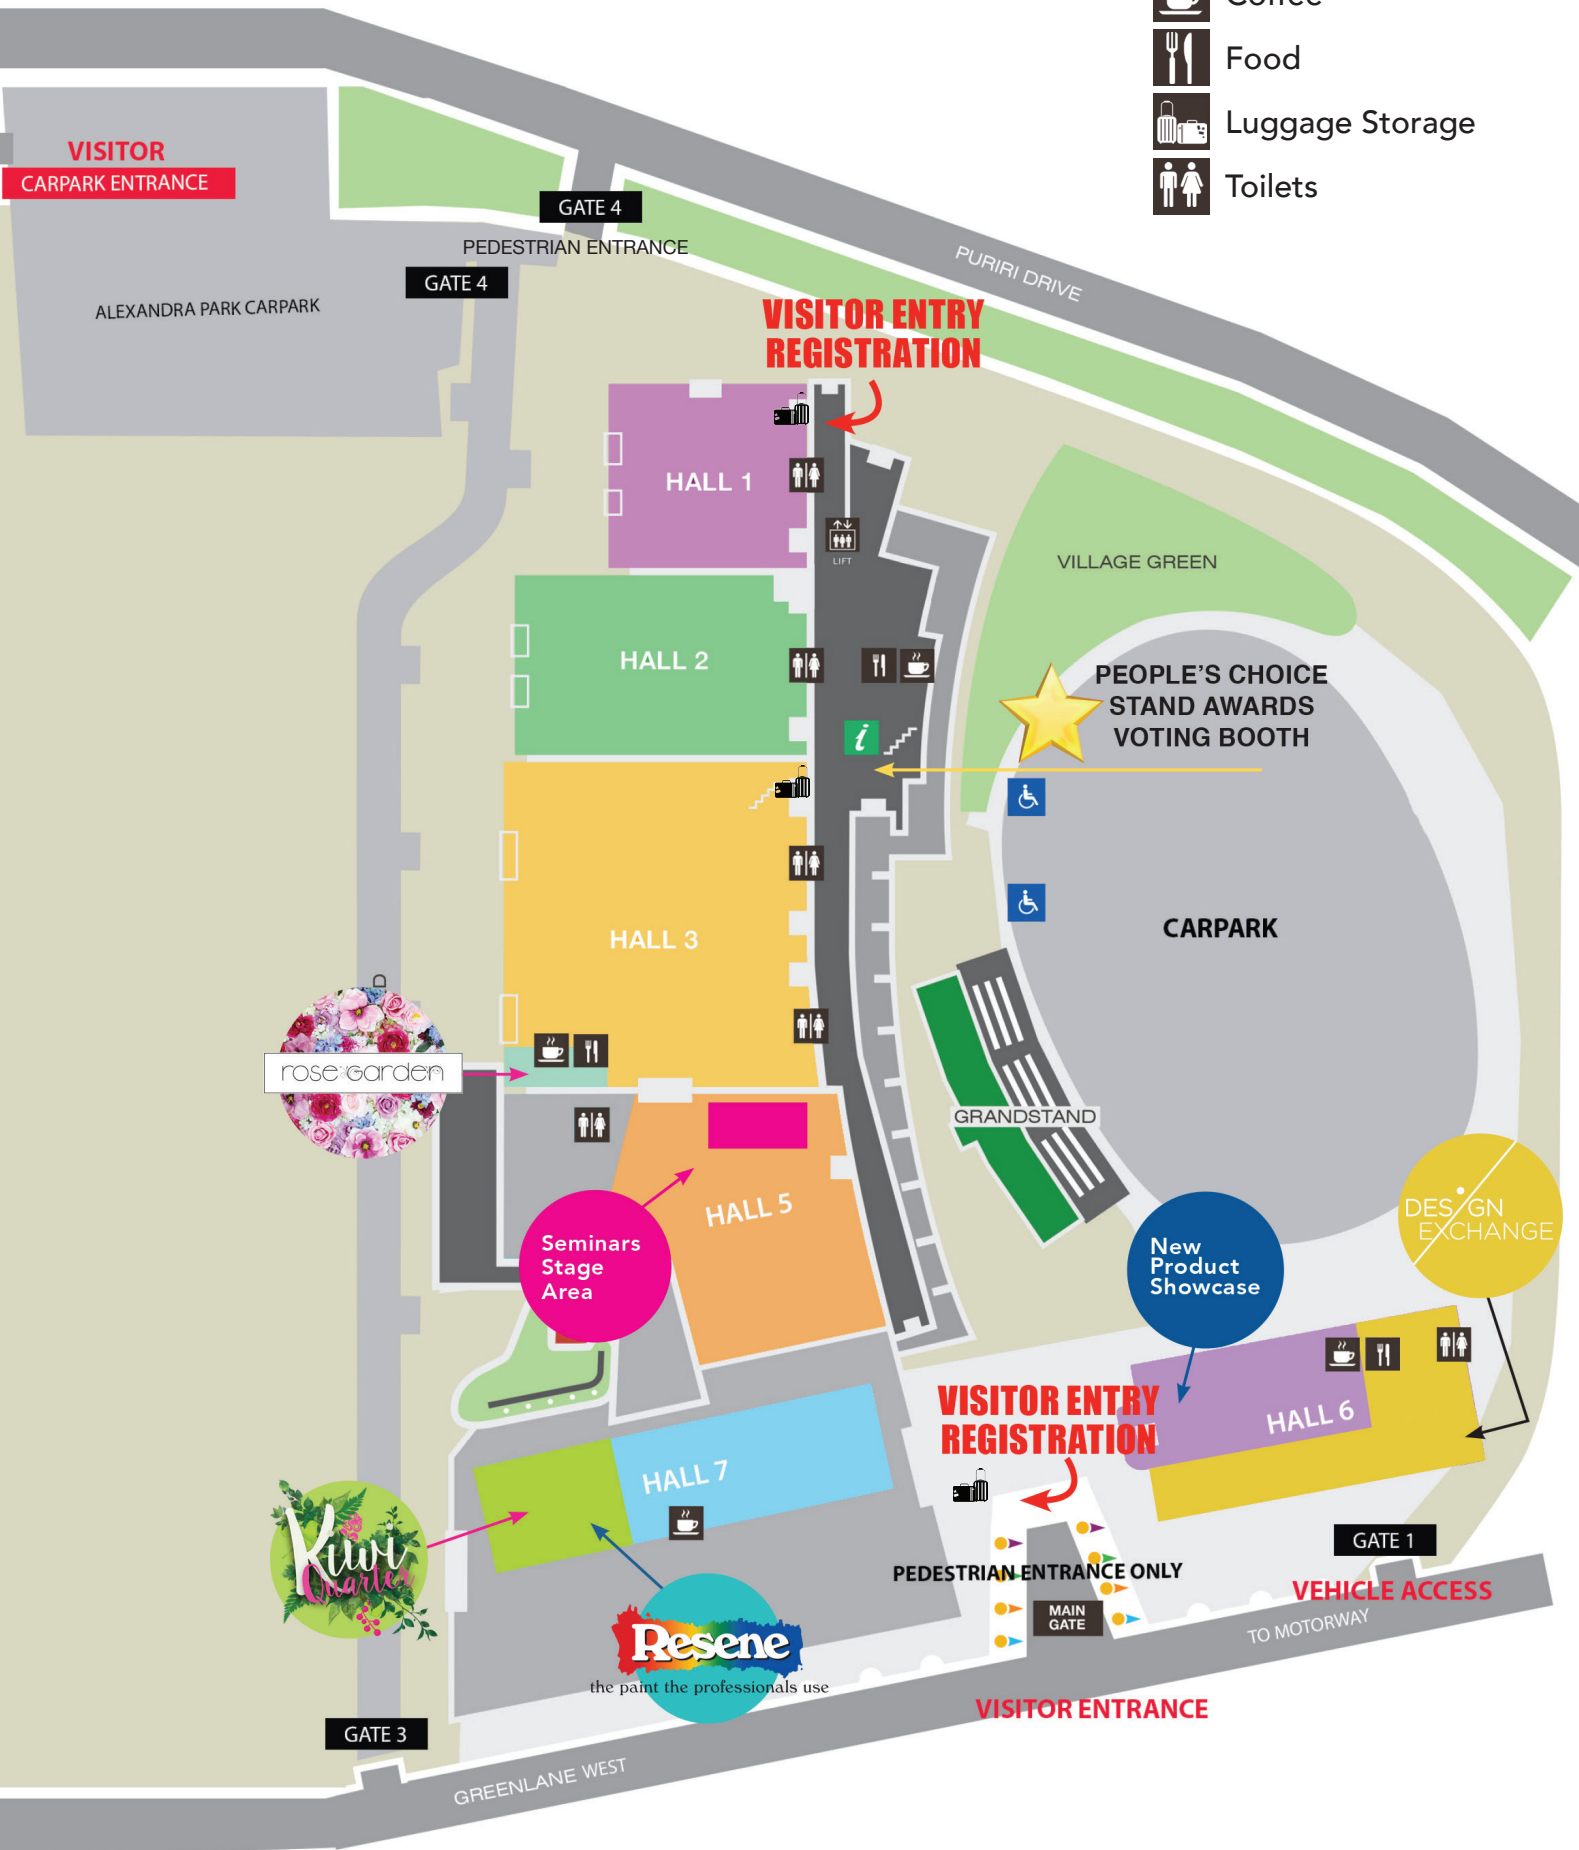 Coffee
Food
Luggage Storage
Toilets
VISITOR
CARPARK ENTRANCE
GATE 4
PEDESTRIAN ENTRANCE
GATE 4
PURIRI DRIVE
ALEXANDRA PARK CARPARK
VISITOR ENTRY
REGISTRATION
HALL 1
LIFT
VILLAGE GREEN
HALL 2
PEOPLE'S CHOICE
STAND AWARDS
VOTING BOOTH
i
HALL 3
CARPARK
D
rose garden
GRANDSTAND
HALL 5
Seminars
Stage
Area
New
Product
Showcase
DESIGN
EXCHANGE
VISITOR ENTRY
REGISTRATION
HALL 6
HALL 7
Kiwi
Quarter
GATE 1
PEDESTRIAN ENTRANCE ONLY
VEHICLE ACCESS
MAIN
GATE
TO MOTORWAY
Resene
the paint the professionals use
VISITOR ENTRANCE
GATE 3
GREENLANE WEST